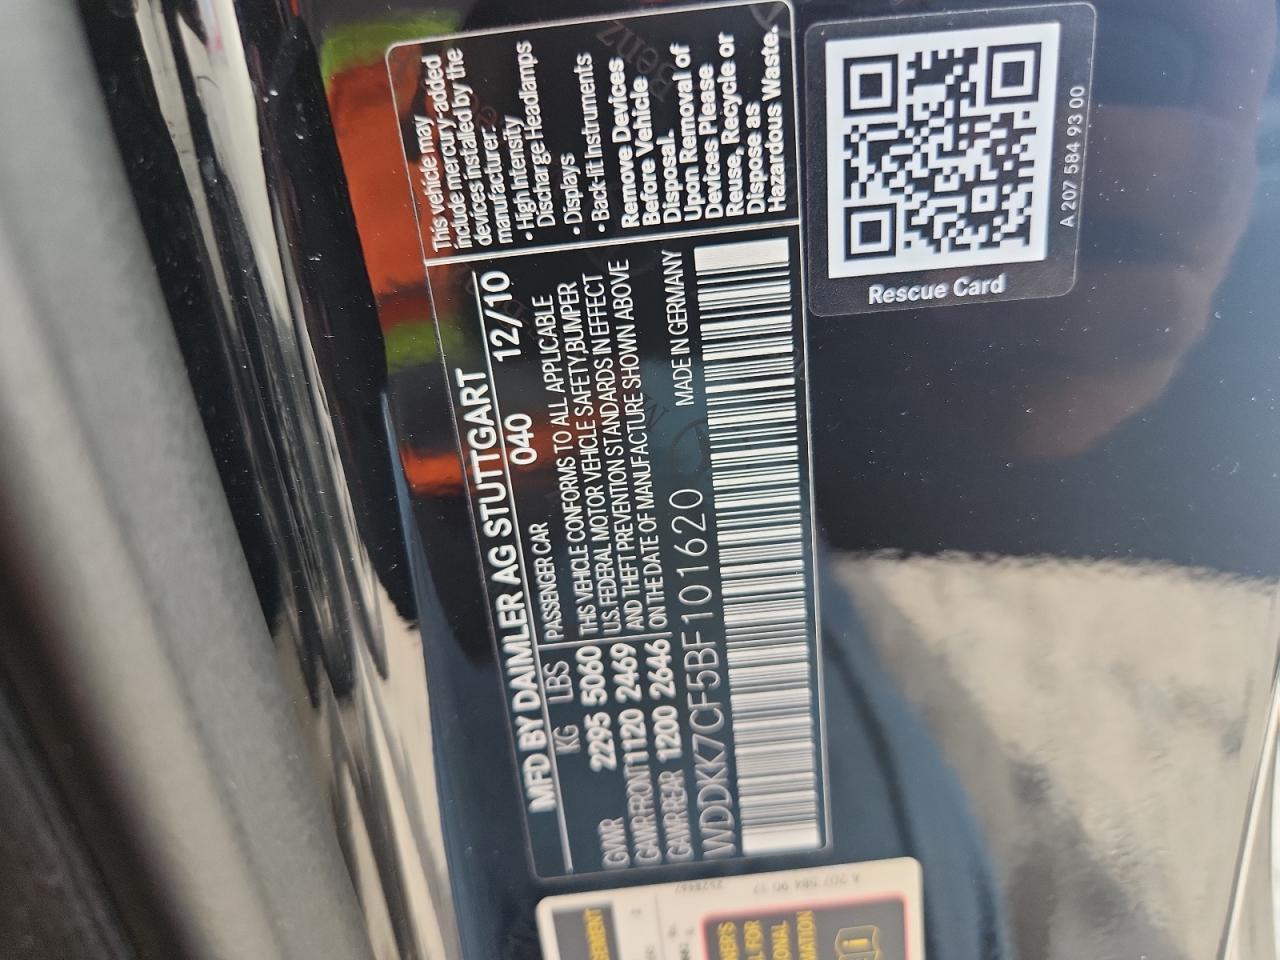 MFD BY DAIMLER AG STUTTGART
040 12/10
KG LBS PASSENGER CAR
GVWR 2295 5060
GAWR FRONT 1120 2469
GAWR REAR 1200 2646
THIS VEHICLE CONFORMS TO ALL APPLICABLE
U.S. FEDERAL MOTOR VEHICLE SAFETY, BUMPER
AND THEFT PREVENTION STANDARDS IN EFFECT
ON THE DATE OF MANUFACTURE SHOWN ABOVE
WDDKK7CF5BF101620 MADE IN GERMANY
This vehicle may
include mercury-added
devices installed by the
manufacturer:
• High Intensity
Discharge Headlamps
• Displays
• Back-lit Instruments
Remove Devices
Before Vehicle
Disposal.
Upon Removal of
Devices Please
Reuse, Recycle or
Dispose as
Hazardous Waste.
Rescue Card
A 207 584 93 00
A 207 584 90 17